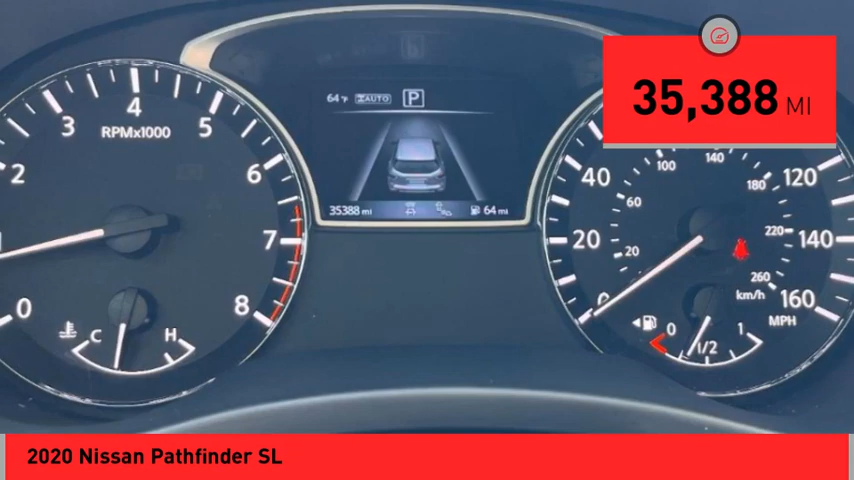 64°F AUTO P
35388 mi 64 mi
0
2
3
4
5
6
7
8
RPMx1000
C H
0
20
40
120
140
160
MPH
20
60
100
140
180
220
260
km/h
0 1/2 1
35,388 MI
2020 Nissan Pathfinder SL